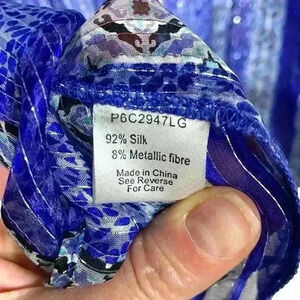 P6C2947LG
92% Silk
8% Metallic fibre
Made in China
See Reverse
For Care